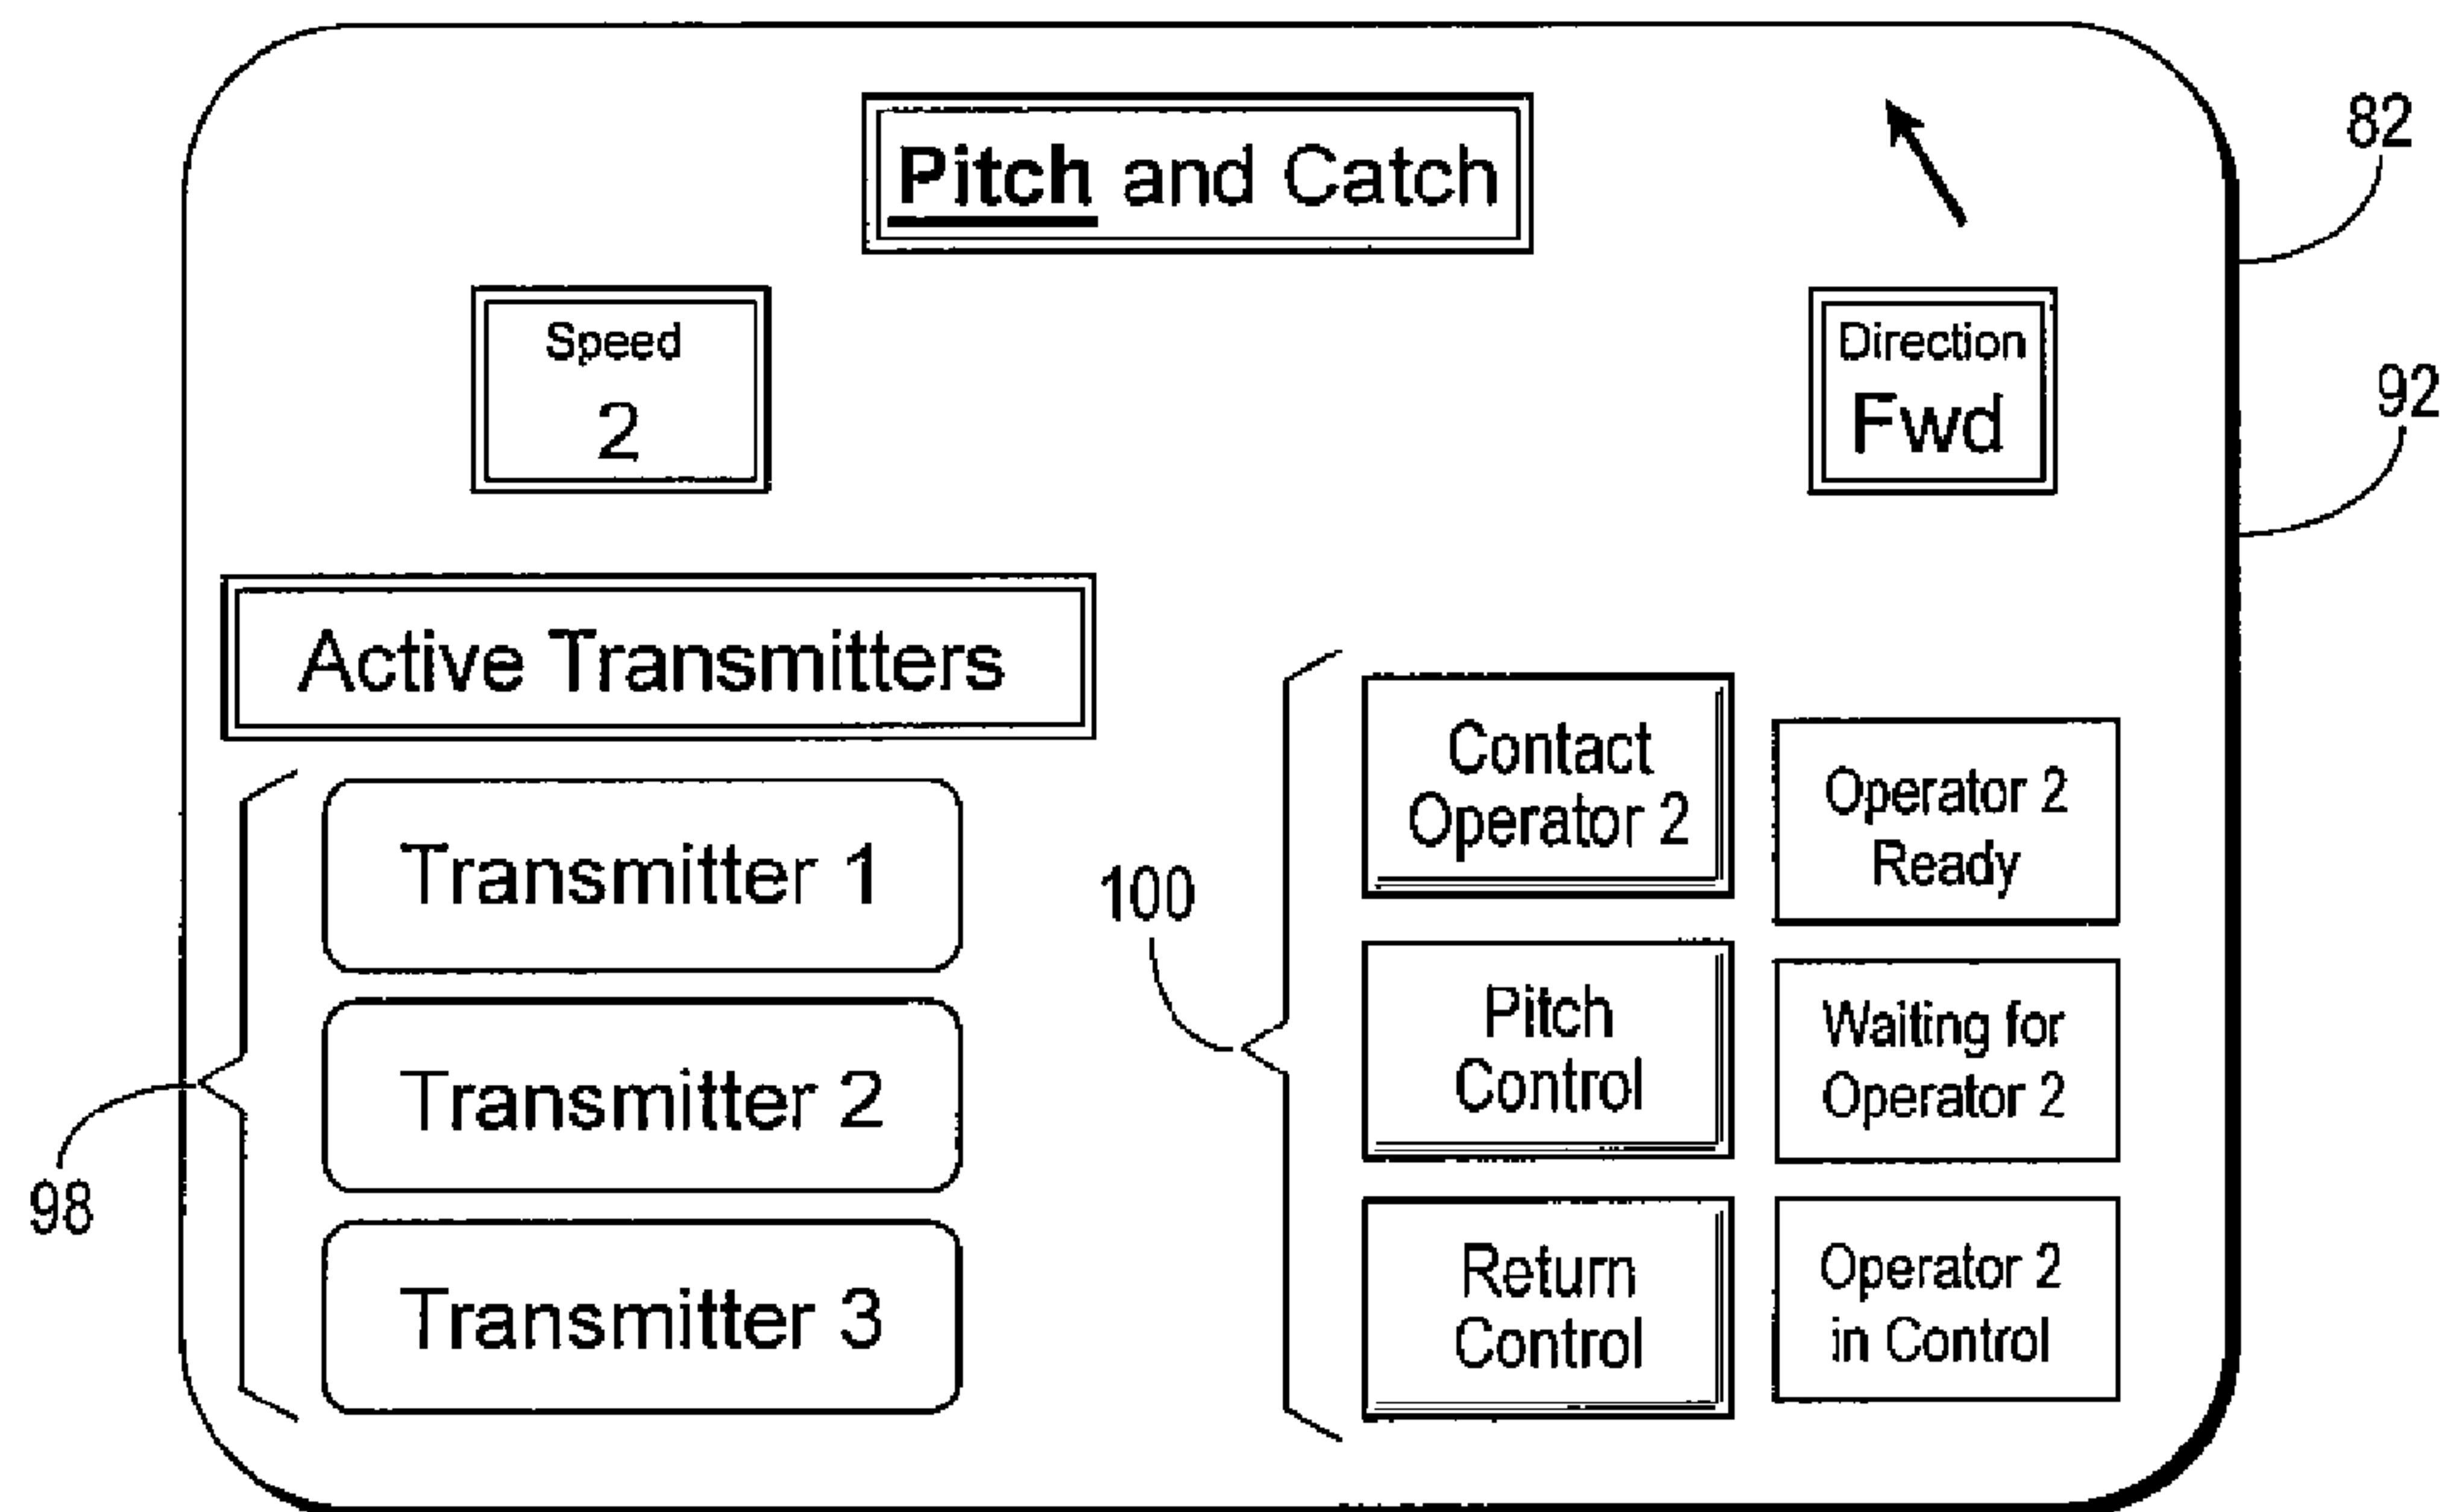 Pitch and Catch
82
Speed
2
Direction
Fwd
92
Active Transmitters
98
Transmitter 1
Transmitter 2
Transmitter 3
100
Contact
Operator 2
Pitch
Control
Return
Control
Operator 2
Ready
Waiting for
Operator 2
Operator 2
in Control